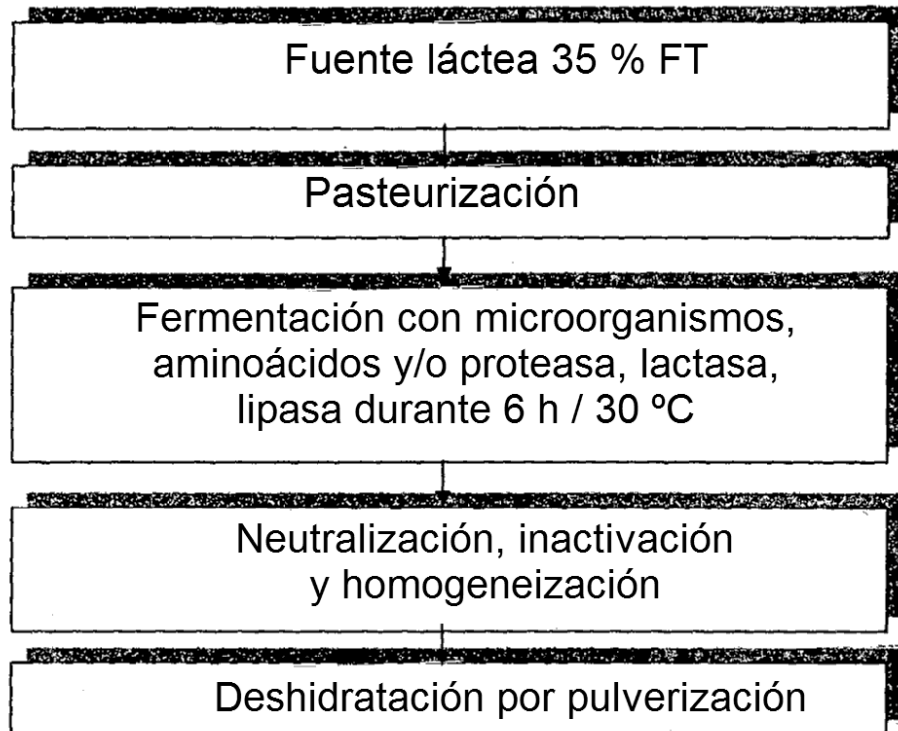 Fuente láctea 35 % FT
Pasteurización
Fermentación con microorganismos,
aminoácidos y/o proteasa, lactasa,
lipasa durante 6 h / 30 ºC
Neutralización, inactivación
y homogeneización
Deshidratación por pulverización